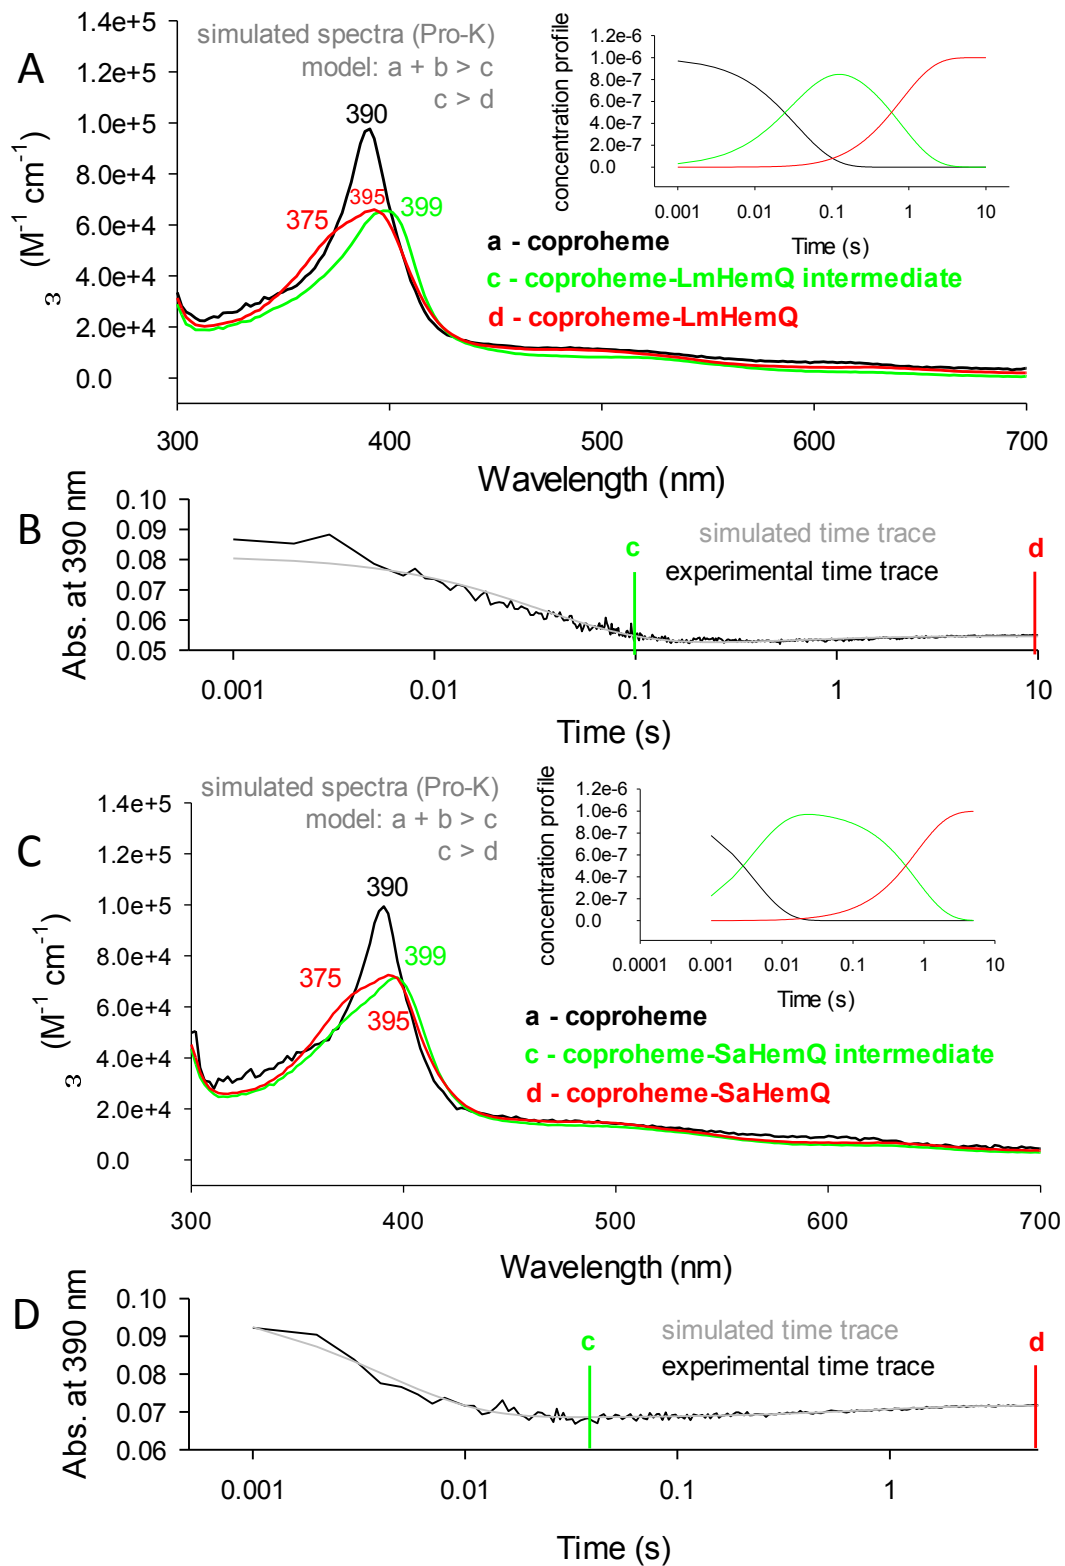 A
simulated spectra (Pro-K)
model: a + b > c
c > d
1.4e+5
1.2e+5
1.0e+5
8.0e+4
6.0e+4
4.0e+4
2.0e+4
0.0
ε (M-1 cm-1)
390
375
395
399
concentration profile
1.2e-6
1.0e-6
8.0e-7
6.0e-7
4.0e-7
2.0e-7
0.0
0.001 0.01 0.1 1 10
Time (s)
a - coproheme
c - coproheme-LmHemQ intermediate
d - coproheme-LmHemQ
300 400 500 600 700
Wavelength (nm)
B
Abs. at 390 nm
0.10
0.09
0.08
0.07
0.06
0.05
c
d
simulated time trace
experimental time trace
0.001 0.01 0.1 1 10
Time (s)
C
simulated spectra (Pro-K)
model: a + b > c
c > d
1.4e+5
1.2e+5
1.0e+5
8.0e+4
6.0e+4
4.0e+4
2.0e+4
0.0
ε (M-1 cm-1)
390
399
375
395
concentration profile
1.2e-6
1.0e-6
8.0e-7
6.0e-7
4.0e-7
2.0e-7
0.0
0.0001 0.001 0.01 0.1 1 10
Time (s)
a - coproheme
c - coproheme-SaHemQ intermediate
d - coproheme-SaHemQ
300 400 500 600 700
Wavelength (nm)
D
Abs. at 390 nm
0.10
0.09
0.08
0.07
0.06
c
d
simulated time trace
experimental time trace
0.001 0.01 0.1 1
Time (s)